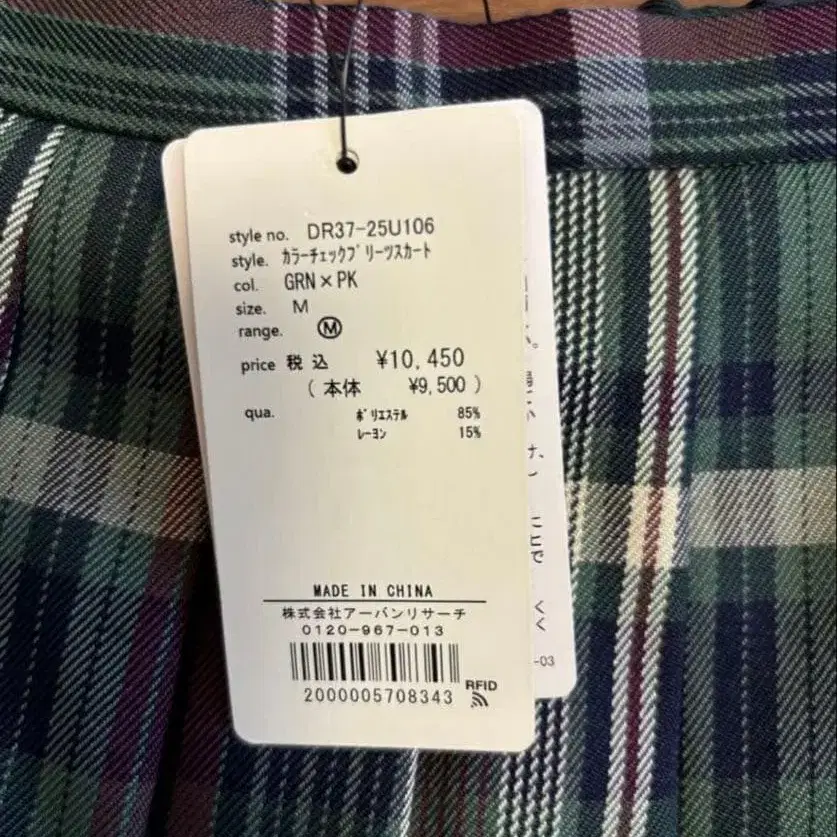 style no. DR37-25U106
style. カラーチェックプリーツスカート
col. GRN×PK
size. M
range. Ⓜ
price 税込 ¥10,450
(本体 ¥9,500)
qua. ポリエステル 85%
レーヨン 15%
MADE IN CHINA
株式会社アーバンリサーチ
0120-967-013
2000005708343
RFID
-03